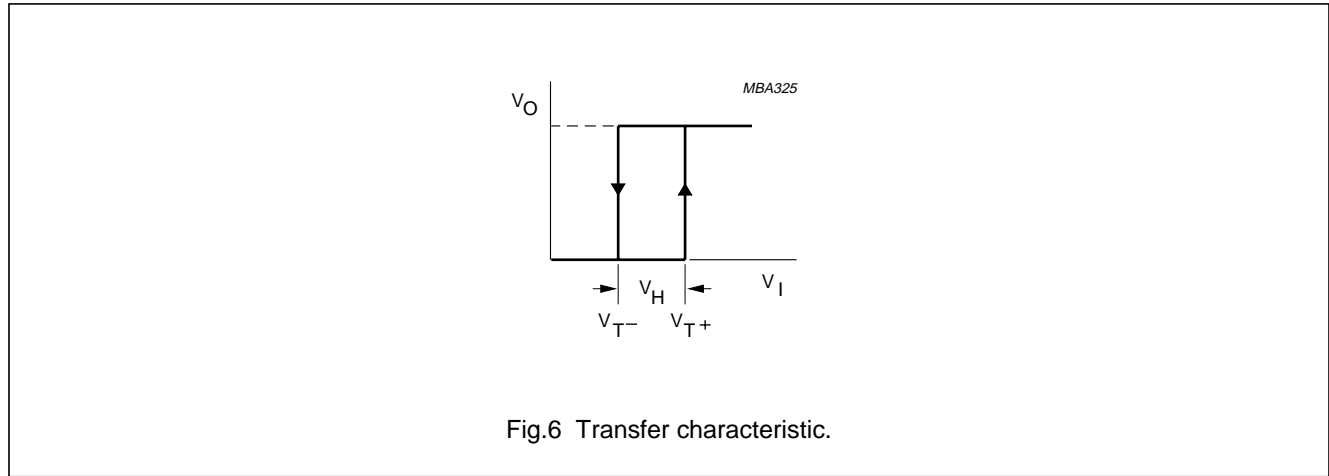 MBA325
VO
VH
VI
VT− VT+
Fig.6 Transfer characteristic.